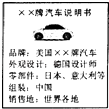 ××牌汽车说明书
品牌：美国××牌汽车
外观设计：德国设计师
零部件：日本、意大利等
组装：中国
销售地：世界各地